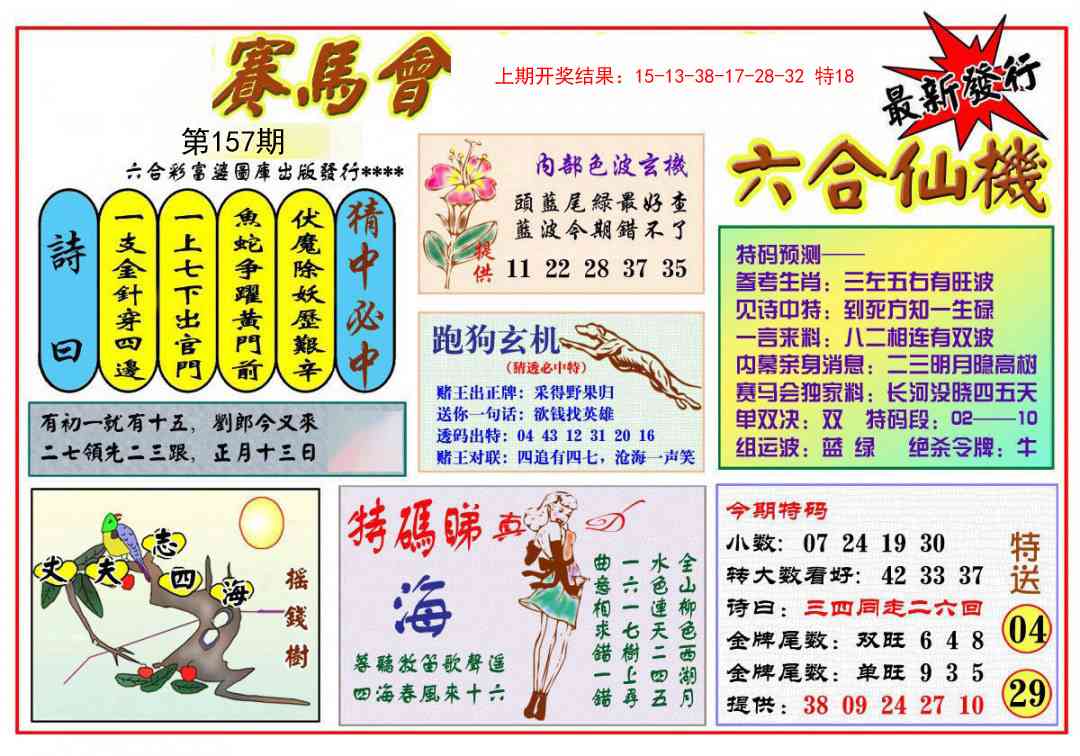 賽馬會
上期开奖结果：15-13-38-17-28-32 特18
最新發行
第157期
六合彩富婆圖庫出版發行****
六合仙機
詩曰
一支金針穿四邊
一上七下出官門
魚蛇争躍黃門前
伏魔除妖歷艱辛
猜中必中
有初一就有十五，劉郎今又來
二七領先二三跟，正月十三日
內部色波玄機
頭藍尾綠最好查
藍波今期錯不了
提供
11 22 28 37 35
跑狗玄机
（猜透必中特）
赌王出正牌：采得野果归
送你一句话：欲钱找英雄
透码出特：04 43 12 31 20 16
赌王对联：四追有四七，沧海一声笑
特码预测——
参考生肖：三左五右有旺波
见诗中特：到死方知一生碌
一言来料：八二相连有双波
内幕亲身消息：二三明月隐高树
赛马会独家料：长河没晓四五天
单双决：双 特码段：02——10
组运波：蓝 绿 绝杀令牌：牛
丈夫志四海
摇錢樹
特碼睇真D
海
暮聽教笛歌聲遥
四海春風來十六
金山柳色西湖月
水色連天二四五
一六一七樹上尋
曲意相求錯一錯
今期特码
小数：07 24 19 30
转大数看好：42 33 37
诗曰：三四同走二六回
金牌尾数：双旺 6 4 8
金牌尾数：单旺 9 3 5
提供：38 09 24 27 10
特送
04
29